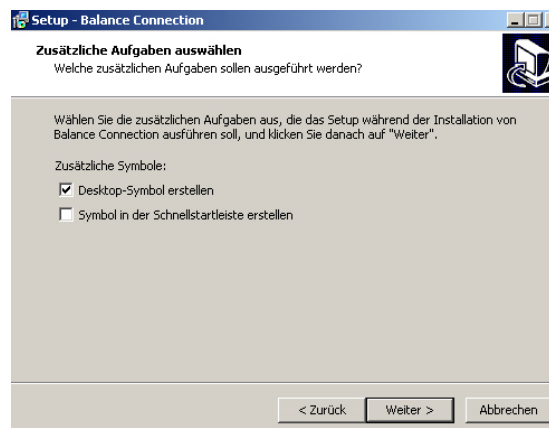 Setup - Balance Connection
Zusätzliche Aufgaben auswählen
Welche zusätzlichen Aufgaben sollen ausgeführt werden?
Wählen Sie die zusätzlichen Aufgaben aus, die das Setup während der Installation von
Balance Connection ausführen soll, und klicken Sie danach auf "Weiter".
Zusätzliche Symbole:
Desktop-Symbol erstellen
Symbol in der Schnellstartleiste erstellen
< Zurück Weiter > Abbrechen